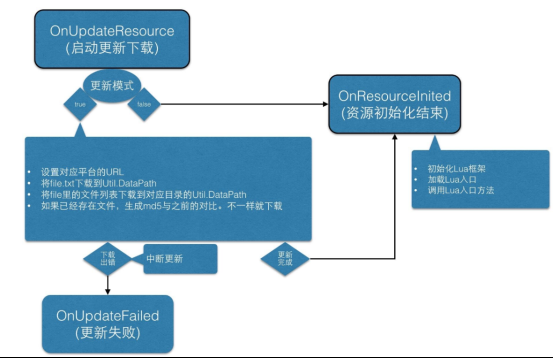 OnUpdateResource
(启动更新下载)
更新模式
true
false
OnResourceInited
(资源初始化结束)
设置对应平台的URL
将file.txt下载到Util.DataPath
将file里的文件列表下载到对应目录的Util.DataPath
如果已经存在文件，生成md5与之前的对比。不一样就下载
初始化Lua框架
加载Lua入口
调用Lua入口方法
下载
出错
中断更新
更新
完成
OnUpdateFailed
(更新失败)